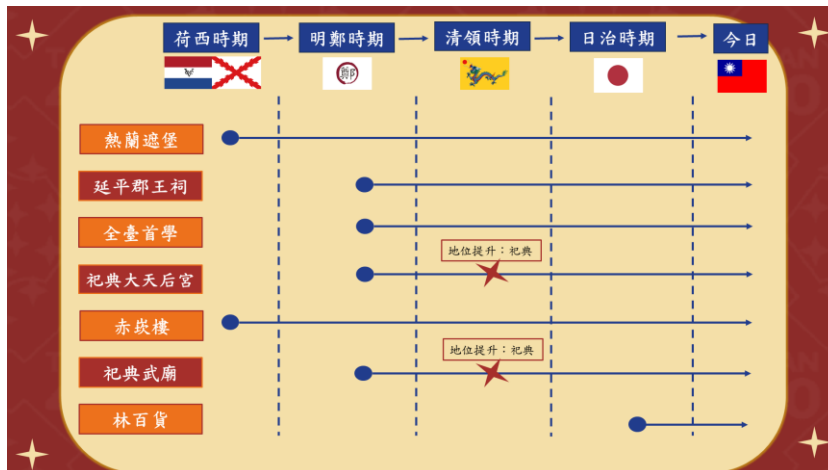 荷西時期
明鄭時期
清領時期
日治時期
今日
鄭
熱蘭遮堡
延平郡王祠
全臺首學
地位提升：祀典
祀典大天后宮
赤崁樓
地位提升：祀典
祀典武廟
林百貨